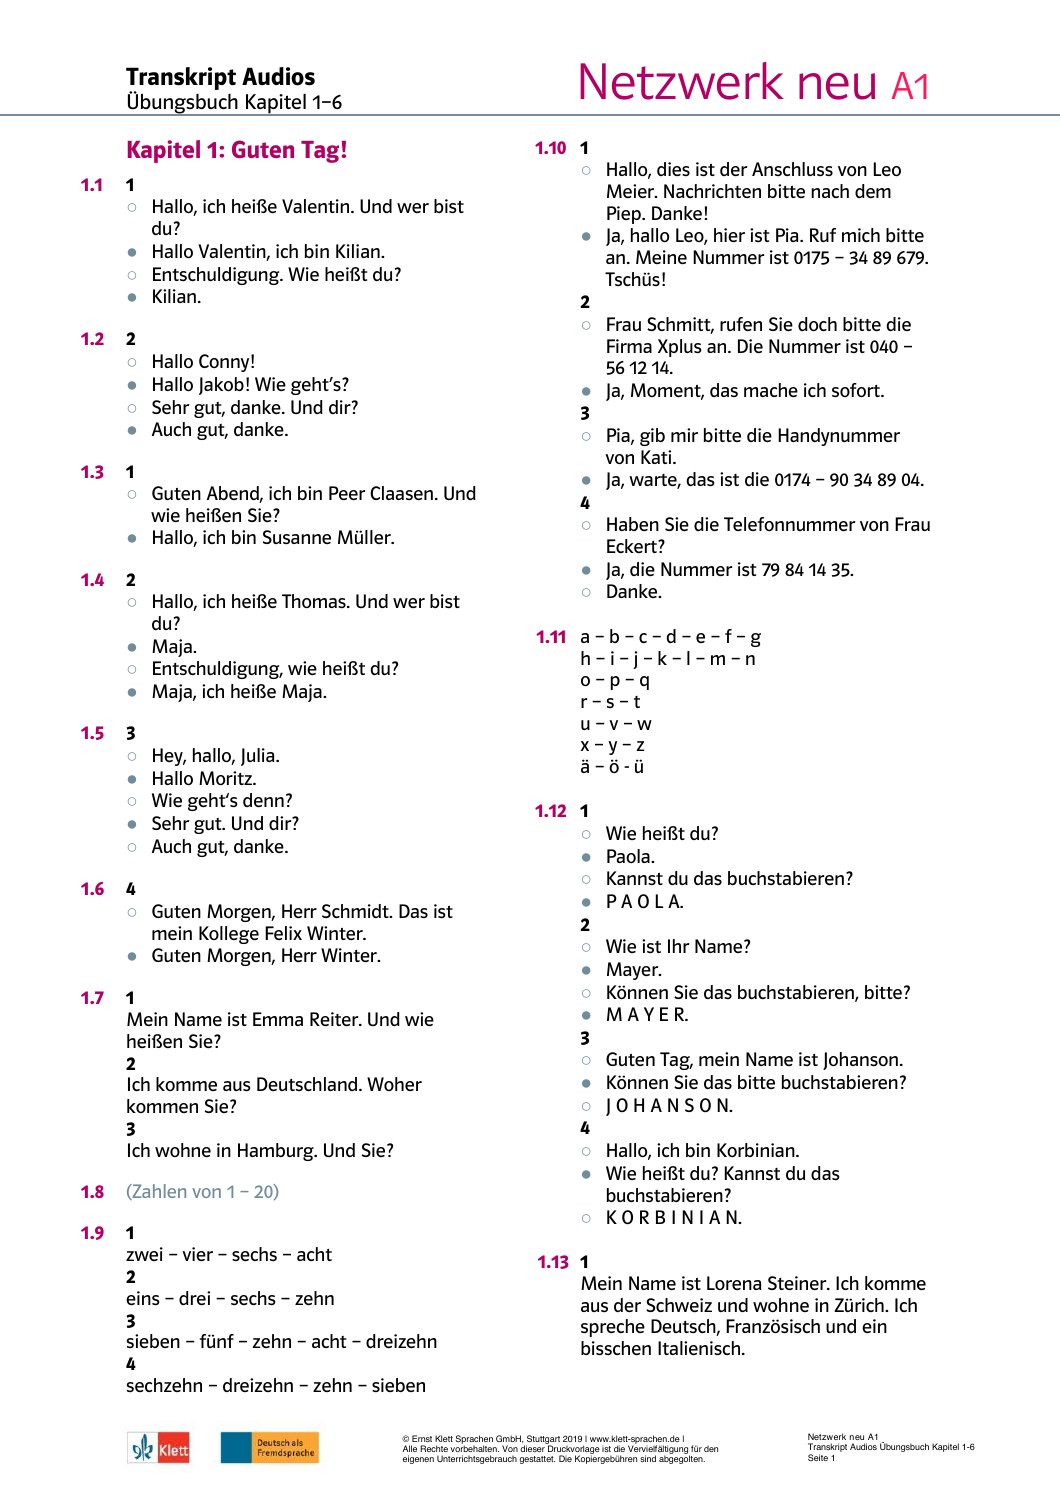 Transkript Audios
Übungsbuch Kapitel 1–6
Netzwerk neu A1
Kapitel 1: Guten Tag!
1.1 1
○ Hallo, ich heiße Valentin. Und wer bist
du?
● Hallo Valentin, ich bin Kilian.
○ Entschuldigung. Wie heißt du?
● Kilian.
1.2 2
○ Hallo Conny!
● Hallo Jakob! Wie geht’s?
○ Sehr gut, danke. Und dir?
● Auch gut, danke.
1.3 1
○ Guten Abend, ich bin Peer Claasen. Und
wie heißen Sie?
● Hallo, ich bin Susanne Müller.
1.4 2
○ Hallo, ich heiße Thomas. Und wer bist
du?
● Maja.
○ Entschuldigung, wie heißt du?
● Maja, ich heiße Maja.
1.5 3
○ Hey, hallo, Julia.
● Hallo Moritz.
○ Wie geht‘s denn?
● Sehr gut. Und dir?
○ Auch gut, danke.
1.6 4
○ Guten Morgen, Herr Schmidt. Das ist
mein Kollege Felix Winter.
● Guten Morgen, Herr Winter.
1.7 1
Mein Name ist Emma Reiter. Und wie
heißen Sie?
2
Ich komme aus Deutschland. Woher
kommen Sie?
3
Ich wohne in Hamburg. Und Sie?
1.8 (Zahlen von 1 – 20)
1.9 1
zwei – vier – sechs – acht
2
eins – drei – sechs – zehn
3
sieben – fünf – zehn – acht – dreizehn
4
sechzehn – dreizehn – zehn – sieben
1.10 1
○ Hallo, dies ist der Anschluss von Leo
Meier. Nachrichten bitte nach dem
Piep. Danke!
● Ja, hallo Leo, hier ist Pia. Ruf mich bitte
an. Meine Nummer ist 0175 – 34 89 679.
Tschüs!
2
○ Frau Schmitt, rufen Sie doch bitte die
Firma Xplus an. Die Nummer ist 040 –
56 12 14.
● Ja, Moment, das mache ich sofort.
3
○ Pia, gib mir bitte die Handynummer
von Kati.
● Ja, warte, das ist die 0174 – 90 34 89 04.
4
○ Haben Sie die Telefonnummer von Frau
Eckert?
● Ja, die Nummer ist 79 84 14 35.
○ Danke.
1.11 a – b – c – d – e – f – g
h – i – j – k – l – m – n
o – p – q
r – s – t
u – v – w
x – y – z
ä – ö - ü
1.12 1
○ Wie heißt du?
● Paola.
○ Kannst du das buchstabieren?
● P A O L A.
2
○ Wie ist Ihr Name?
● Mayer.
○ Können Sie das buchstabieren, bitte?
● M A Y E R.
3
○ Guten Tag, mein Name ist Johanson.
● Können Sie das bitte buchstabieren?
○ J O H A N S O N.
4
○ Hallo, ich bin Korbinian.
● Wie heißt du? Kannst du das
buchstabieren?
○ K O R B I N I A N.
1.13 1
Mein Name ist Lorena Steiner. Ich komme
aus der Schweiz und wohne in Zürich. Ich
spreche Deutsch, Französisch und ein
bisschen Italienisch.
Klett
Deutsch als
Fremdsprache
© Ernst Klett Sprachen GmbH, Stuttgart 2019 | www.klett-sprachen.de |
Alle Rechte vorbehalten. Von dieser Druckvorlage ist die Vervielfältigung für den
eigenen Unterrichtsgebrauch gestattet. Die Kopiergebühren sind abgegolten.
Netzwerk neu A1
Transkript Audios Übungsbuch Kapitel 1-6
Seite 1